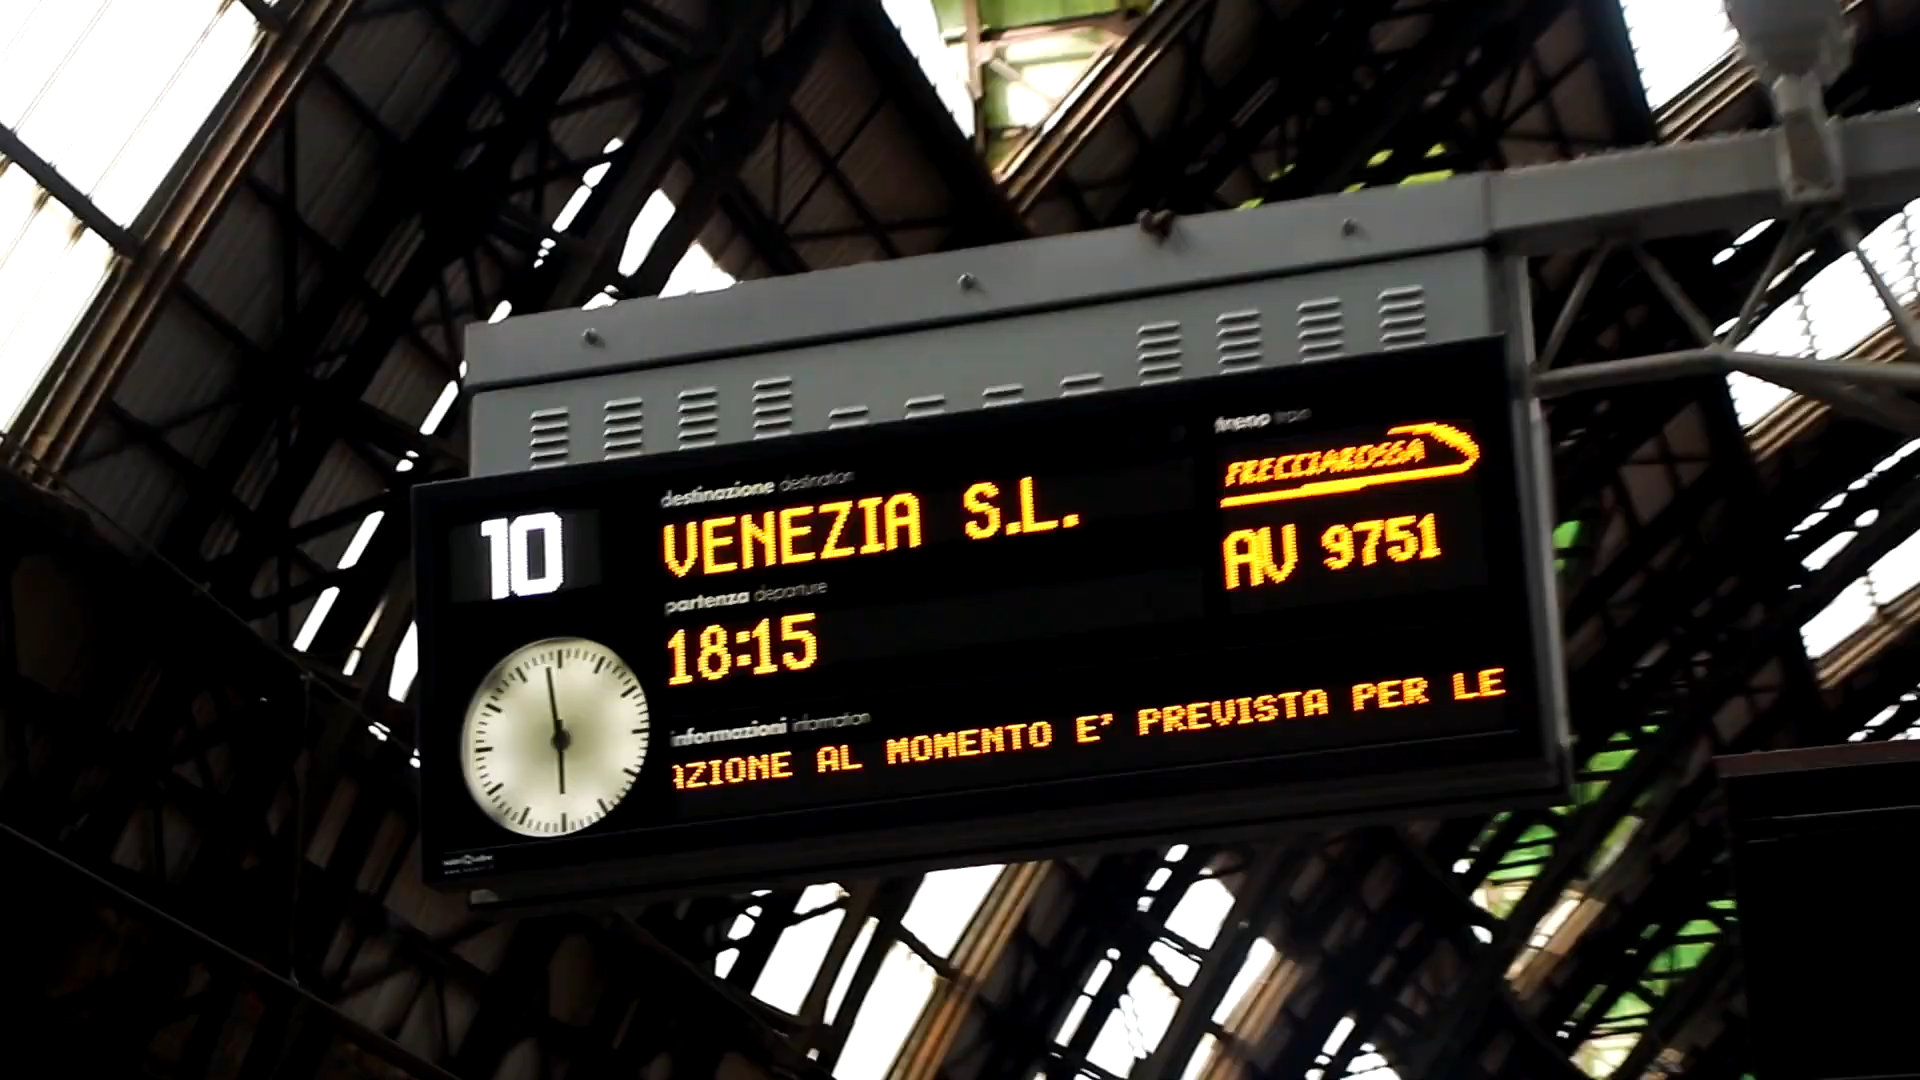 treno train
FRECCIAROSSA
destinazione destination
10
VENEZIA S.L.
AV 9751
partenza departure
18:15
informazioni information
AZIONE AL MOMENTO E' PREVISTA PER LE